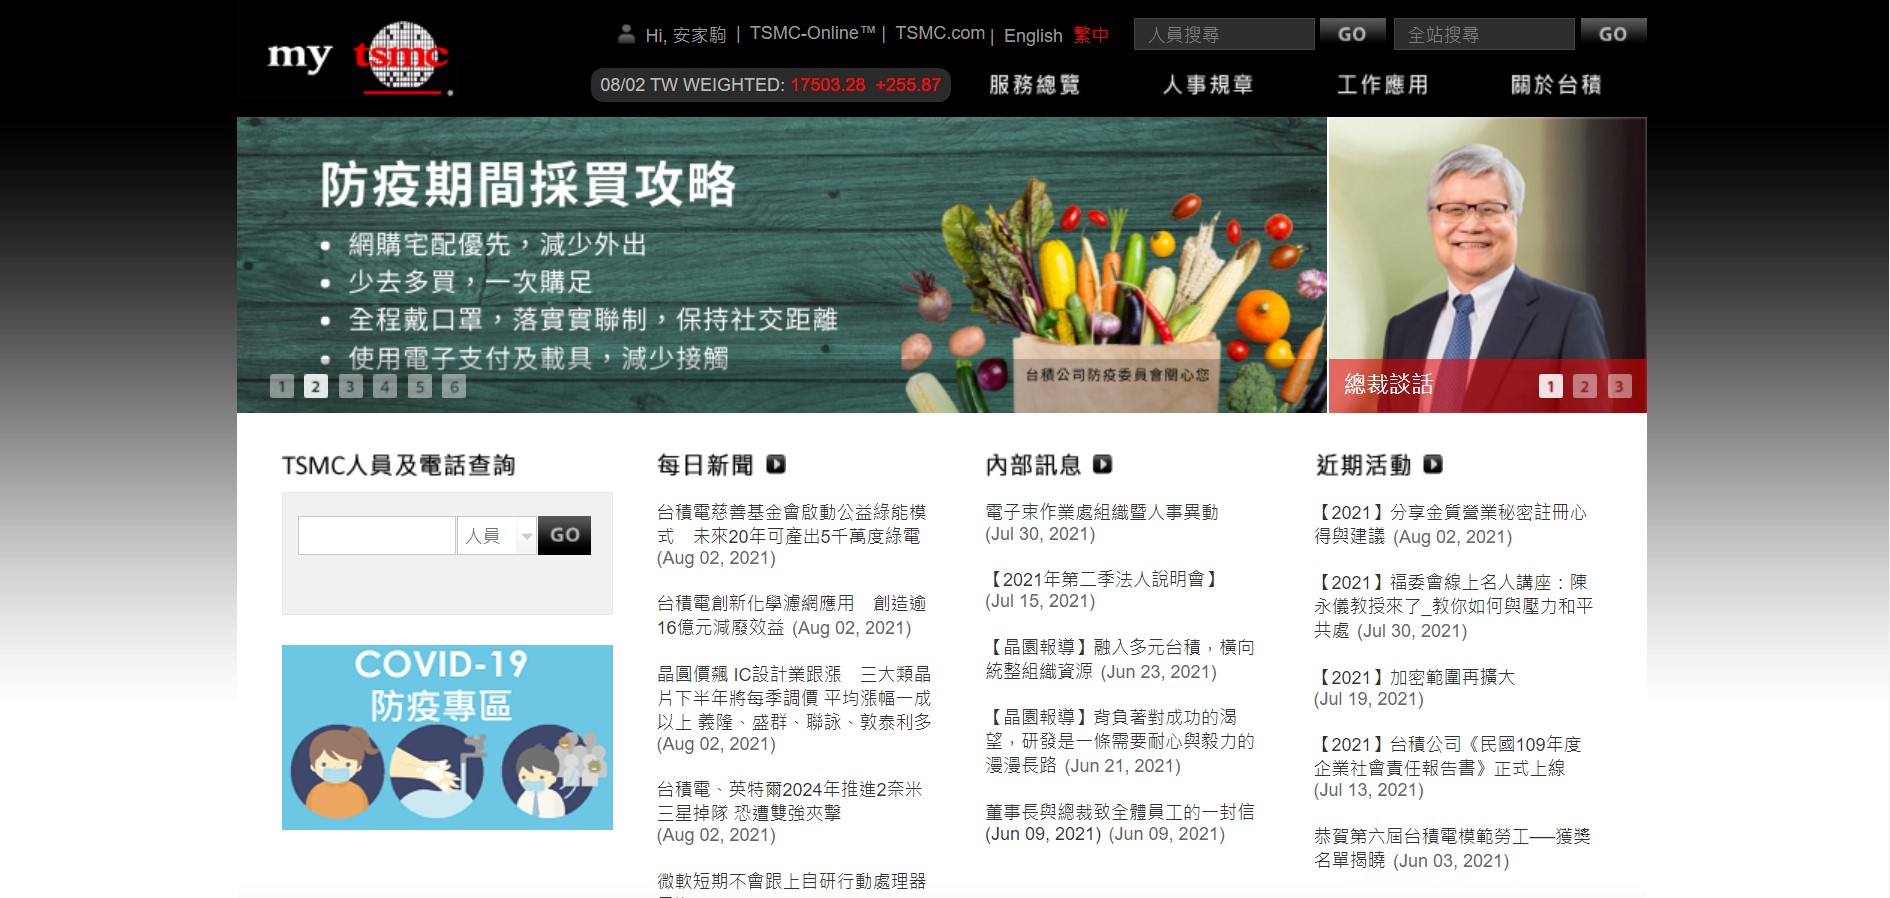 my tsmc
Hi, 安家駒 | TSMC-Online™ | TSMC.com | English 繁中
人員搜尋 GO 全站搜尋 GO
08/02 TW WEIGHTED: 17503.28 +255.87
服務總覽 人事規章 工作應用 關於台積
防疫期間採買攻略
• 網購宅配優先，減少外出
• 少去多買，一次購足
• 全程戴口罩，落實實聯制，保持社交距離
• 使用電子支付及載具，減少接觸
1 2 3 4 5 6
台積公司防疫委員會關心您
總裁談話 1 2 3
TSMC人員及電話查詢
人員 GO
COVID-19
防疫專區
每日新聞
台積電慈善基金會啟動公益綠能模
式　未來20年可產出5千萬度綠電
(Aug 02, 2021)
台積電創新化學濾網應用　創造逾
16億元減廢效益 (Aug 02, 2021)
晶圓價飆 IC設計業跟漲　三大類晶
片下半年將每季調價 平均漲幅一成
以上 義隆、盛群、聯詠、敦泰利多
(Aug 02, 2021)
台積電、英特爾2024年推進2奈米
三星掉隊 恐遭雙強夾擊
(Aug 02, 2021)
微軟短期不會跟上自研行動處理器
內部訊息
電子束作業處組織暨人事異動
(Jul 30, 2021)
【2021年第二季法人說明會】
(Jul 15, 2021)
【晶園報導】融入多元台積，橫向
統整組織資源 (Jun 23, 2021)
【晶園報導】背負著對成功的渴
望，研發是一條需要耐心與毅力的
漫漫長路 (Jun 21, 2021)
董事長與總裁致全體員工的一封信
(Jun 09, 2021) (Jun 09, 2021)
近期活動
【2021】分享金質營業秘密註冊心
得與建議 (Aug 02, 2021)
【2021】福委會線上名人講座：陳
永儀教授來了_教你如何與壓力和平
共處 (Jul 30, 2021)
【2021】加密範圍再擴大
(Jul 19, 2021)
【2021】台積公司《民國109年度
企業社會責任報告書》正式上線
(Jul 13, 2021)
恭賀第六屆台積電模範勞工──獲獎
名單揭曉 (Jun 03, 2021)